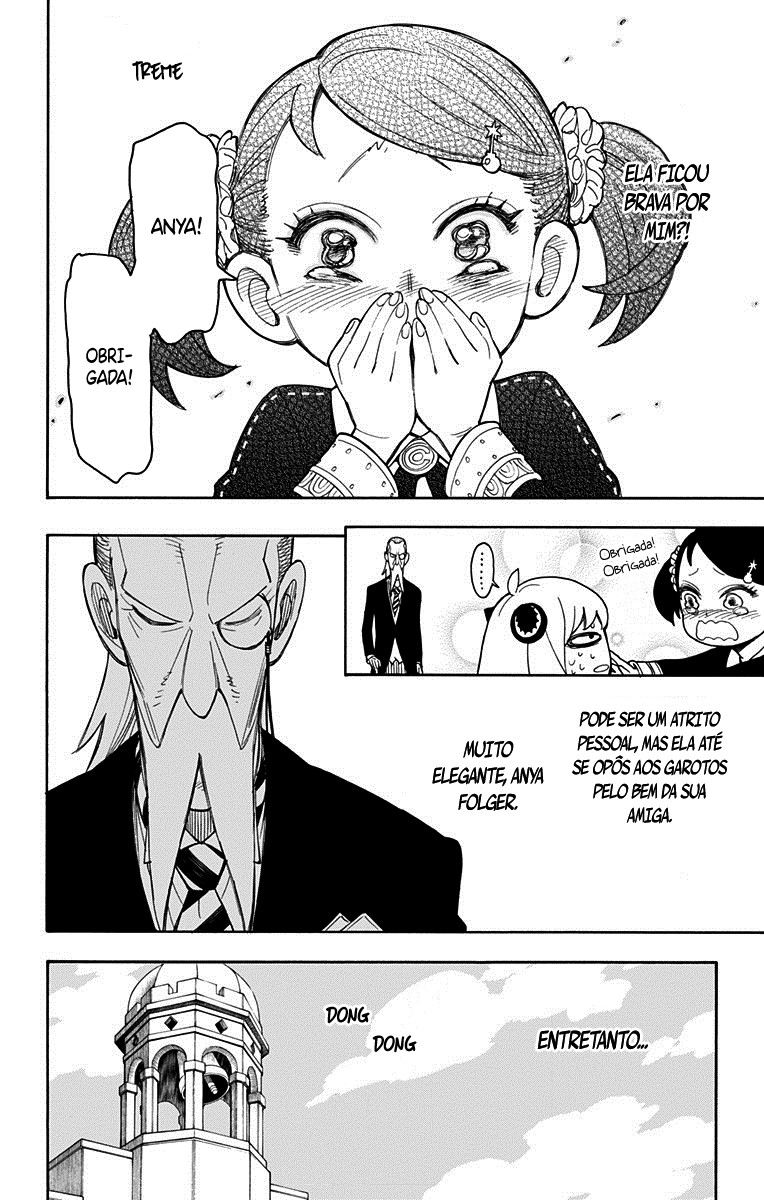 ELA FICOU
BRAVA POR
MIM?!
TREME
ANYA!
OBRI-
GADA!
Obrigada!
Obrigada!
......
PODE SER UM ATRITO
PESSOAL, MAS ELA ATÉ
SE OPÔS AOS GAROTOS
PELO BEM DA SUA
AMIGA.
MUITO
ELEGANTE, ANYA
FOLGER.
ENTRETANTO...
DONG
DONG